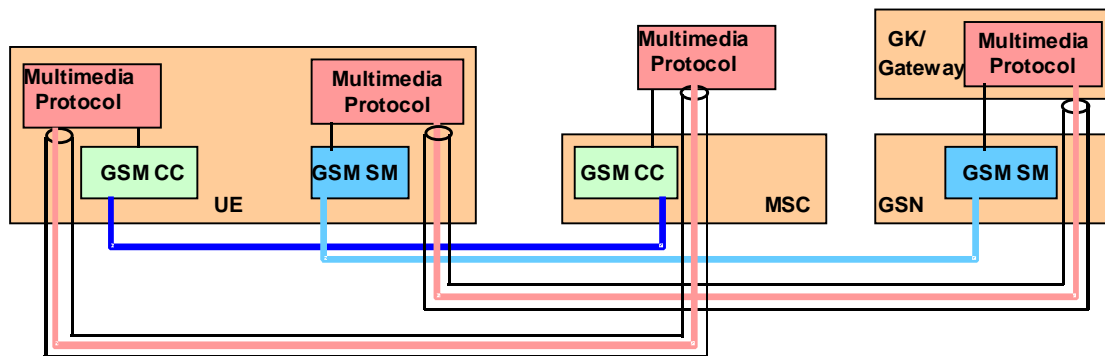 Multimedia
Protocol
GSM CC
Multimedia
Protocol
GSM SM
UE
Multimedia
Protocol
GSM CC
MSC
GK/
Gateway
Multimedia
Protocol
GSM SM
GSN